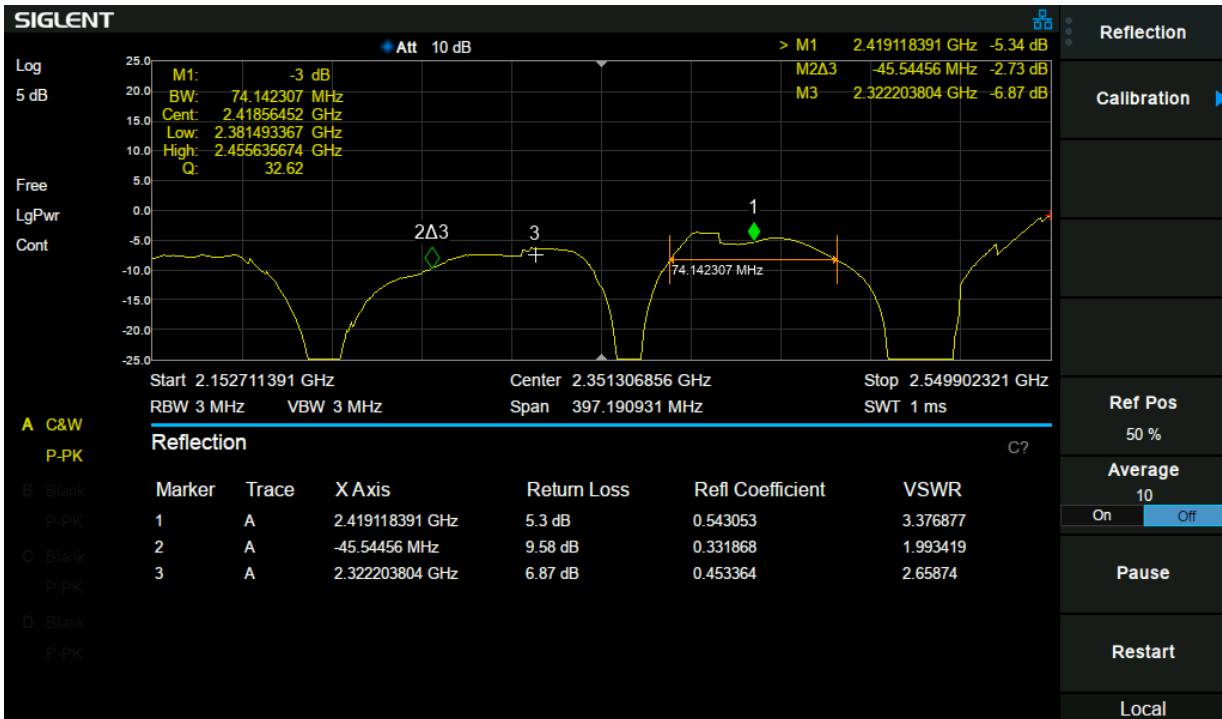 SIGLENT
Att 10 dB
> M1 2.419118391 GHz -5.34 dB
M2Δ3 -45.54456 MHz -2.73 dB
M3 2.322203804 GHz -6.87 dB
Log
5 dB
Free
LgPwr
Cont
25.0
20.0
15.0
10.0
5.0
0.0
-5.0
-10.0
-15.0
-20.0
-25.0
M1: -3 dB
BW: 74.142307 MHz
Cent: 2.41856452 GHz
Low: 2.381493367 GHz
High: 2.455635674 GHz
Q: 32.62
2Δ3
3
1
74.142307 MHz
Start 2.152711391 GHz Center 2.351306856 GHz Stop 2.549902321 GHz
RBW 3 MHz VBW 3 MHz Span 397.190931 MHz SWT 1 ms
A C&W
P-PK
B Blank
P-PK
C Blank
P-PK
D Blank
P-PK
Reflection C?
Marker Trace X Axis Return Loss Refl Coefficient VSWR
1 A 2.419118391 GHz 5.3 dB 0.543053 3.376877
2 A -45.54456 MHz 9.58 dB 0.331868 1.993419
3 A 2.322203804 GHz 6.87 dB 0.453364 2.65874
Reflection
Calibration
Ref Pos
50 %
Average
10
On Off
Pause
Restart
Local